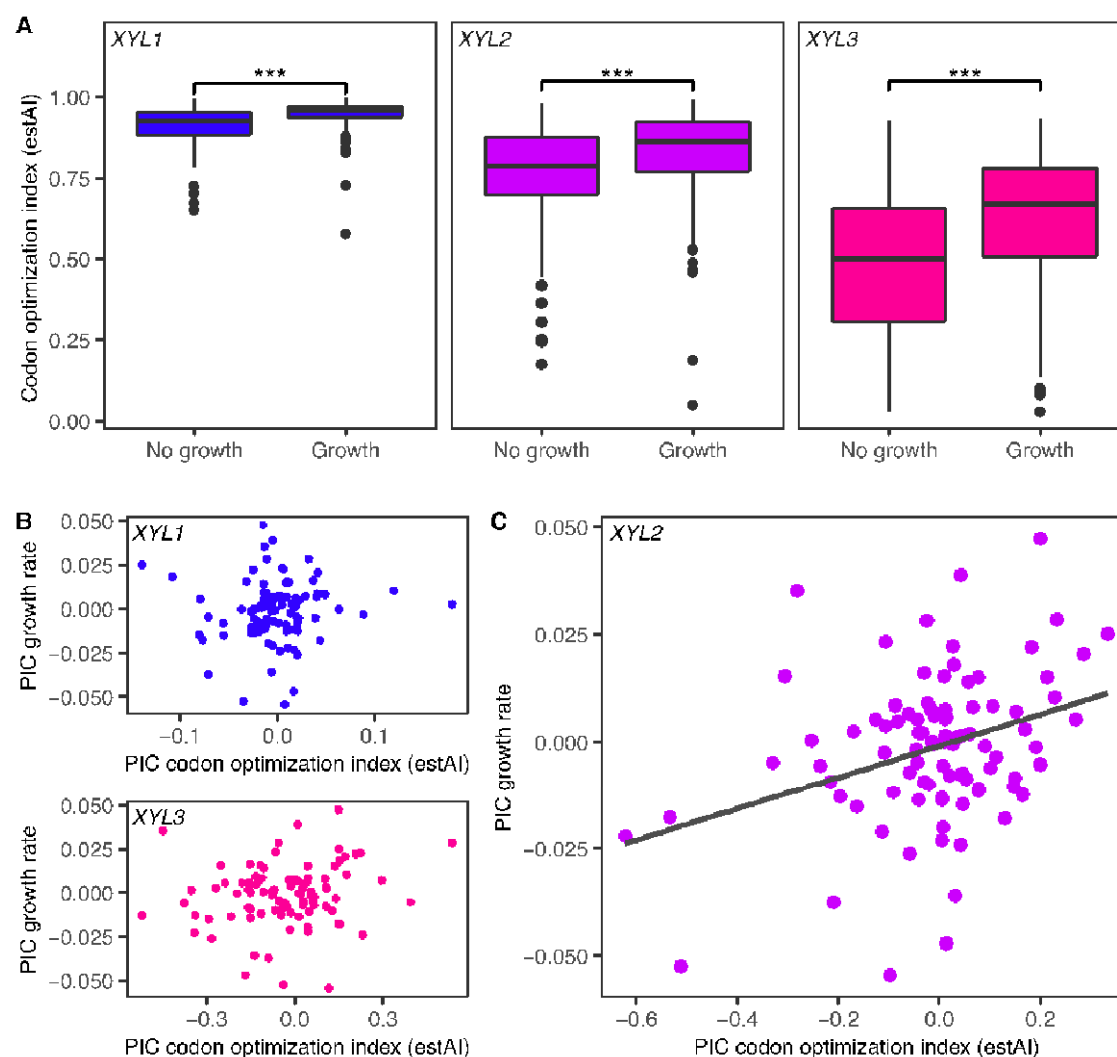 A
XYL1
XYL2
XYL3
***
***
***
Codon optimization index (estAI)
1.00
0.75
0.50
0.25
0.00
No growth
Growth
No growth
Growth
No growth
Growth
B
XYL1
PIC growth rate
0.050
0.025
0.000
−0.025
−0.050
−0.1
0.0
0.1
PIC codon optimization index (estAI)
XYL3
PIC growth rate
0.050
0.025
0.000
−0.025
−0.050
−0.3
0.0
0.3
PIC codon optimization index (estAI)
C
XYL2
PIC growth rate
0.050
0.025
0.000
−0.025
−0.050
−0.6
−0.4
−0.2
0.0
0.2
PIC codon optimization index (estAI)